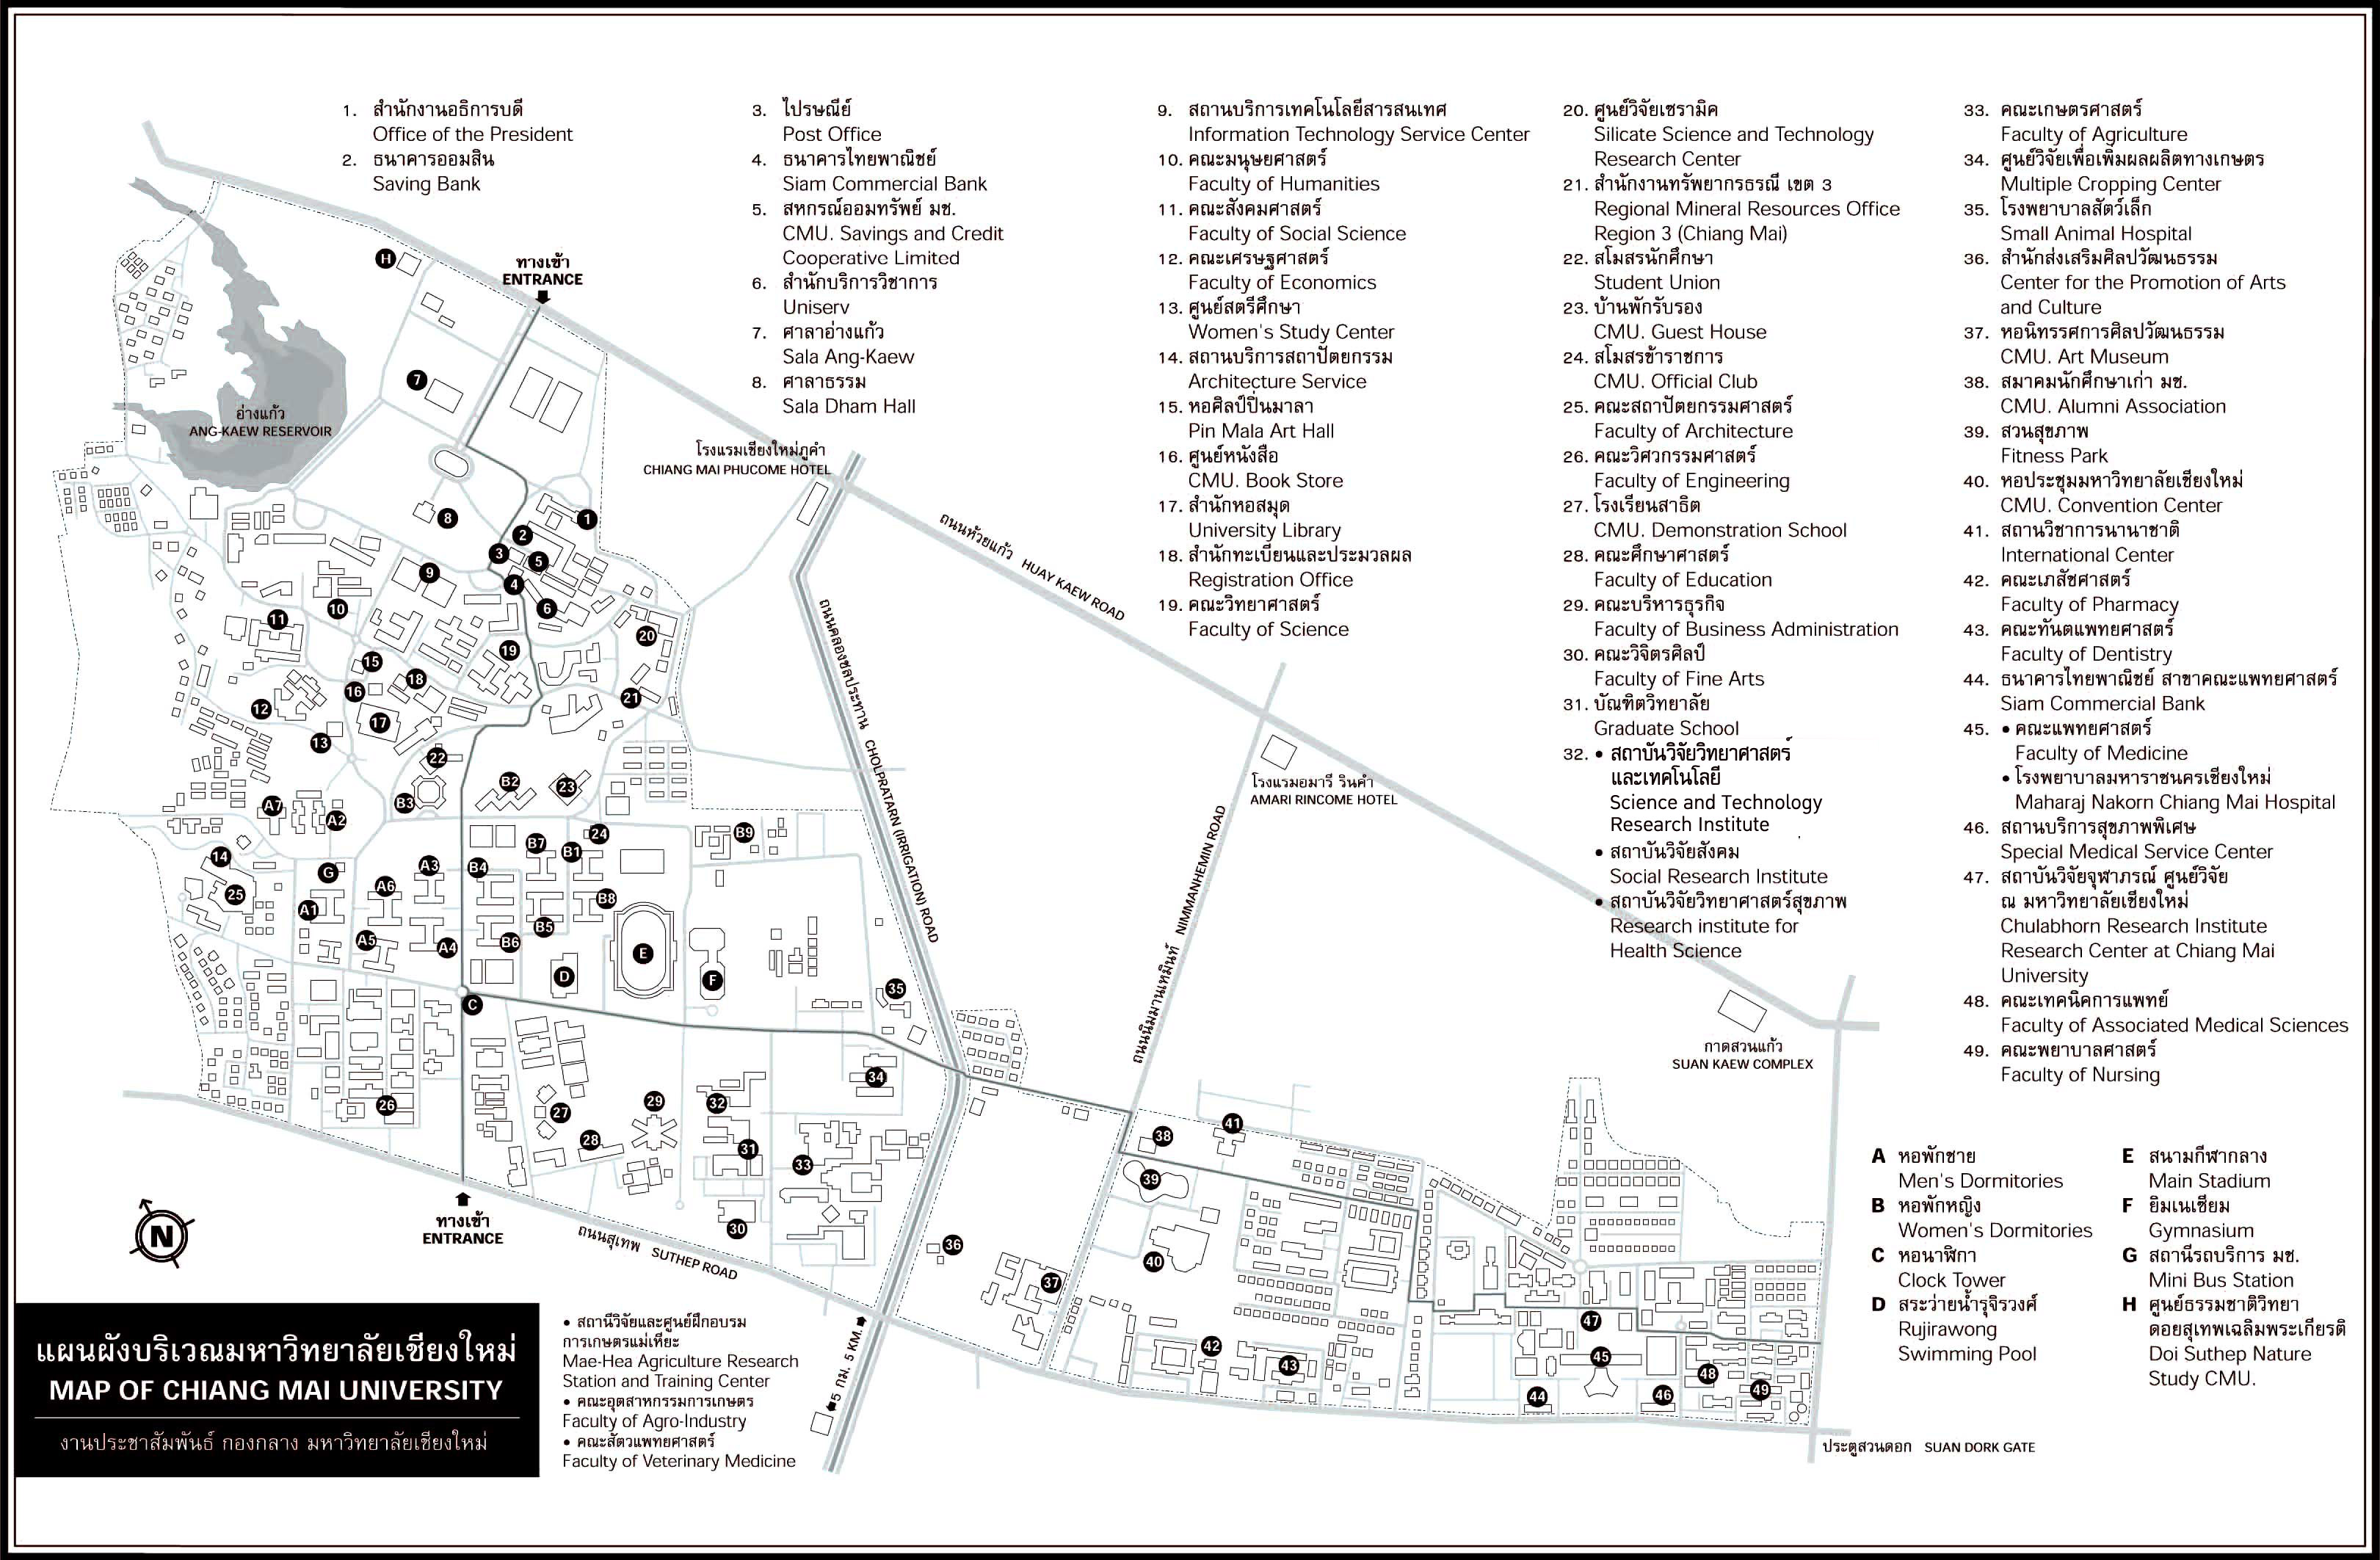 1. สำนักงานอธิการบดี
Office of the President
2. ธนาคารออมสิน
Saving Bank
3. ไปรษณีย์
Post Office
4. ธนาคารไทยพาณิชย์
Siam Commercial Bank
5. สหกรณ์ออมทรัพย์ มช.
CMU. Savings and Credit
Cooperative Limited
6. สำนักบริการวิชาการ
Uniserv
7. ศาลาอ่างแก้ว
Sala Ang-Kaew
8. ศาลาธรรม
Sala Dham Hall
9. สถานบริการเทคโนโลยีสารสนเทศ
Information Technology Service Center
10. คณะมนุษยศาสตร์
Faculty of Humanities
11. คณะสังคมศาสตร์
Faculty of Social Science
12. คณะเศรษฐศาสตร์
Faculty of Economics
13. ศูนย์สตรีศึกษา
Women's Study Center
14. สถานบริการสถาปัตยกรรม
Architecture Service
15. หอศิลป์ปิ่นมาลา
Pin Mala Art Hall
16. ศูนย์หนังสือ
CMU. Book Store
17. สำนักหอสมุด
University Library
18. สำนักทะเบียนและประมวลผล
Registration Office
19. คณะวิทยาศาสตร์
Faculty of Science
20. ศูนย์วิจัยเซรามิค
Silicate Science and Technology
Research Center
21. สำนักงานทรัพยากรธรณี เขต 3
Regional Mineral Resources Office
Region 3 (Chiang Mai)
22. สโมสรนักศึกษา
Student Union
23. บ้านพักรับรอง
CMU. Guest House
24. สโมสรข้าราชการ
CMU. Official Club
25. คณะสถาปัตยกรรมศาสตร์
Faculty of Architecture
26. คณะวิศวกรรมศาสตร์
Faculty of Engineering
27. โรงเรียนสาธิต
CMU. Demonstration School
28. คณะศึกษาศาสตร์
Faculty of Education
29. คณะบริหารธุรกิจ
Faculty of Business Administration
30. คณะวิจิตรศิลป์
Faculty of Fine Arts
31. บัณฑิตวิทยาลัย
Graduate School
32. • สถาบันวิจัยวิทยาศาสตร์
และเทคโนโลยี
Science and Technology
Research Institute
• สถาบันวิจัยสังคม
Social Research Institute
• สถาบันวิจัยวิทยาศาสตร์สุขภาพ
Research institute for
Health Science
33. คณะเกษตรศาสตร์
Faculty of Agriculture
34. ศูนย์วิจัยเพื่อเพิ่มผลผลิตทางเกษตร
Multiple Cropping Center
35. โรงพยาบาลสัตว์เล็ก
Small Animal Hospital
36. สำนักส่งเสริมศิลปวัฒนธรรม
Center for the Promotion of Arts
and Culture
37. หอนิทรรศการศิลปวัฒนธรรม
CMU. Art Museum
38. สมาคมนักศึกษาเก่า มช.
CMU. Alumni Association
39. สวนสุขภาพ
Fitness Park
40. หอประชุมมหาวิทยาลัยเชียงใหม่
CMU. Convention Center
41. สถานวิชาการนานาชาติ
International Center
42. คณะเภสัชศาสตร์
Faculty of Pharmacy
43. คณะทันตแพทยศาสตร์
Faculty of Dentistry
44. ธนาคารไทยพาณิชย์ สาขาคณะแพทยศาสตร์
Siam Commercial Bank
45. • คณะแพทยศาสตร์
Faculty of Medicine
• โรงพยาบาลมหาราชนครเชียงใหม่
Maharaj Nakorn Chiang Mai Hospital
46. สถานบริการสุขภาพพิเศษ
Special Medical Service Center
47. สถาบันวิจัยจุฬาภรณ์ ศูนย์วิจัย
ณ มหาวิทยาลัยเชียงใหม่
Chulabhorn Research Institute
Research Center at Chiang Mai
University
48. คณะเทคนิคการแพทย์
Faculty of Associated Medical Sciences
49. คณะพยาบาลศาสตร์
Faculty of Nursing
A หอพักชาย
Men's Dormitories
B หอพักหญิง
Women's Dormitories
C หอนาฬิกา
Clock Tower
D สระว่ายน้ำรุจิรวงศ์
Rujirawong
Swimming Pool
E สนามกีฬากลาง
Main Stadium
F ยิมเนเซียม
Gymnasium
G สถานีรถบริการ มช.
Mini Bus Station
H ศูนย์ธรรมชาติวิทยา
ดอยสุเทพเฉลิมพระเกียรติ
Doi Suthep Nature
Study CMU.
H
ทางเข้า
ENTRANCE
7
อ่างแก้ว
ANG-KAEW RESERVOIR
โรงแรมเชียงใหม่ภูคำ
CHIANG MAI PHUCOME HOTEL
ถนนห้วยแก้ว HUAY KAEW ROAD
8
1
2
3
5
4
9
6
10
11
20
19
15
18
16
21
12
17
13
22
ถนนคลองชลประทาน CHOLPRATARN (IRRIGATION) ROAD
B2
23
B3
A7
A2
โรงแรมอมารี รินคำ
AMARI RINCOME HOTEL
24
B9
B7
B1
14
A3
B4
G
A6
25
B8
A1
B5
A5
A4
B6
E
D
F
35
C
ถนนนิมมานเหมินท์ NIMMANHEMIN ROAD
กาดสวนแก้ว
SUAN KAEW COMPLEX
34
26
27
29
32
28
31
33
30
38
41
39
ทางเข้า
ENTRANCE
ถนนสุเทพ SUTHEP ROAD
36
40
37
42
43
47
45
44
46
48
49
ประตูสวนดอก SUAN DORK GATE
N
5 กม. 5 KM.
• สถานีวิจัยและศูนย์ฝึกอบรม
การเกษตรแม่เหียะ
Mae-Hea Agriculture Research
Station and Training Center
• คณะอุตสาหกรรมการเกษตร
Faculty of Agro-Industry
• คณะสัตวแพทยศาสตร์
Faculty of Veterinary Medicine
แผนผังบริเวณมหาวิทยาลัยเชียงใหม่
MAP OF CHIANG MAI UNIVERSITY
งานประชาสัมพันธ์ กองกลาง มหาวิทยาลัยเชียงใหม่